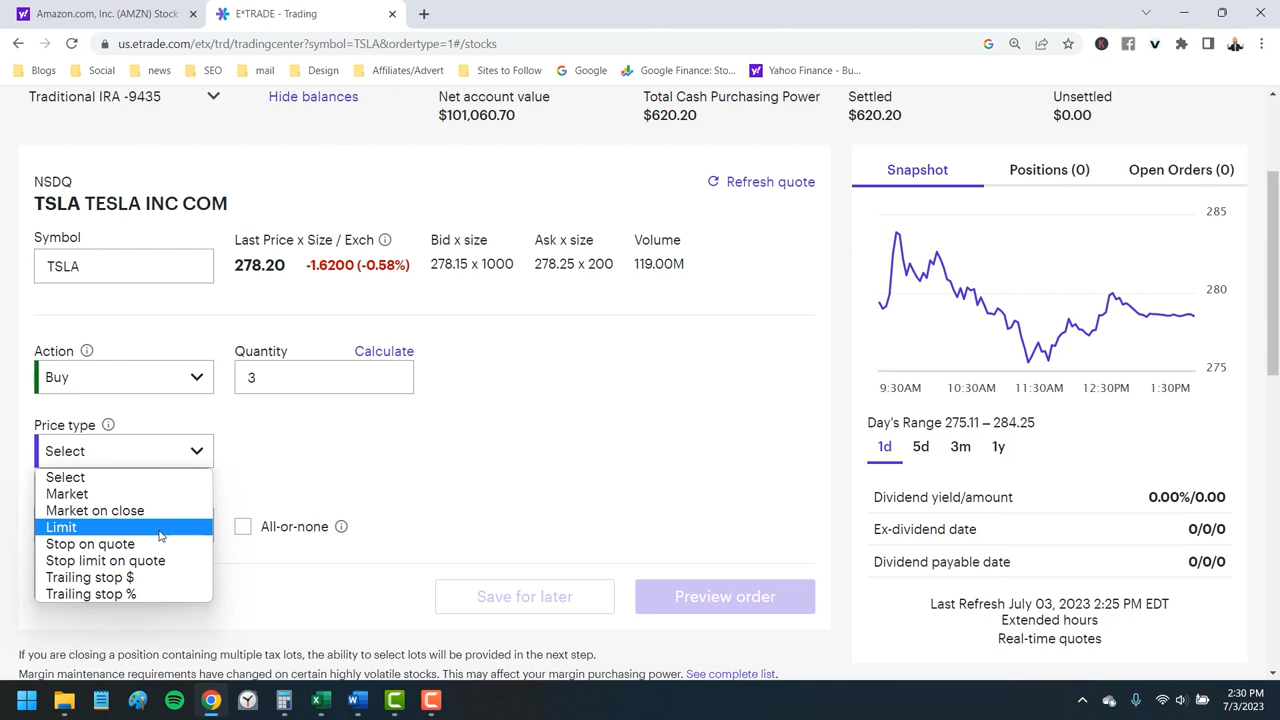 Amazon.com, Inc. (AMZN) Stock
E*TRADE - Trading
us.etrade.com/etx/trd/tradingcenter?symbol=TSLA&ordertype=1#/stocks
Blogs Social news SEO mail Design Affiliates/Advert Sites to Follow Google Google Finance: Sto... Yahoo Finance - Bu...
Traditional IRA -9435
Hide balances
Net account value
$101,060.70
Total Cash Purchasing Power
$620.20
Settled
$620.20
Unsettled
$0.00
NSDQ
TSLA TESLA INC COM
Refresh quote
Symbol
TSLA
Last Price x Size / Exch
278.20 -1.6200 (-0.58%)
Bid x size
278.15 x 1000
Ask x size
278.25 x 200
Volume
119.00M
Action
Buy
Quantity
Calculate
3
Price type
Select
Select
Market
Market on close
Limit
Stop on quote
Stop limit on quote
Trailing stop $
Trailing stop %
All-or-none
Save for later
Preview order
If you are closing a position containing multiple tax lots, the ability to select lots will be provided in the next step.
Margin maintenance requirements have changed on certain highly volatile stocks. This may affect your margin purchasing power. See complete list.
Snapshot
Positions (0)
Open Orders (0)
285
280
275
9:30AM 10:30AM 11:30AM 12:30PM 1:30PM
Day's Range 275.11 – 284.25
1d 5d 3m 1y
Dividend yield/amount 0.00%/0.00
Ex-dividend date 0/0/0
Dividend payable date 0/0/0
Last Refresh July 03, 2023 2:25 PM EDT
Extended hours
Real-time quotes
2:30 PM
7/3/2023